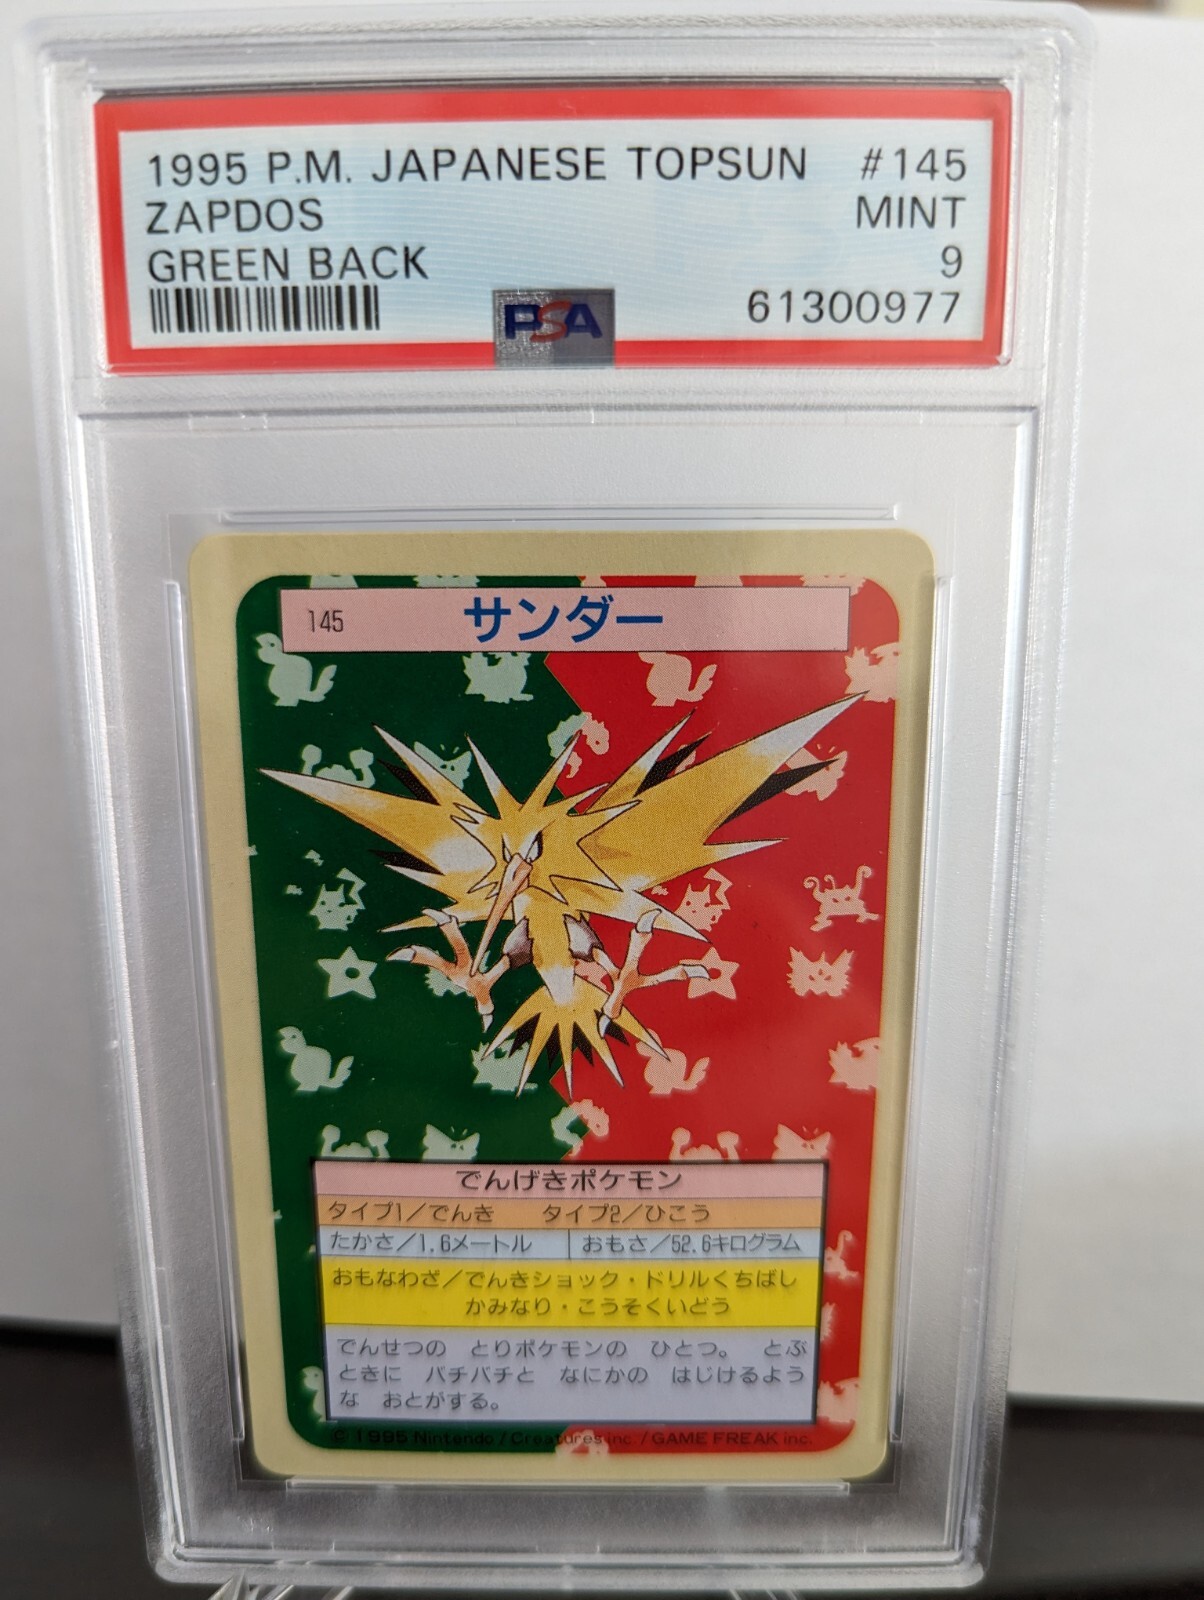 1995 P.M. JAPANESE TOPSUN #145
ZAPDOS MINT
GREEN BACK 9
PSA 61300977
145 サンダー
でんげきポケモン
タイプ1/でんき タイプ2/ひこう
たかさ/1.6メートル おもさ/52.6キログラム
おもなわざ/でんきショック・ドリルくちばし
かみなり・こうそくいどう
でんせつの とりポケモンの ひとつ。 とぶ
ときに バチバチと なにかの はじけるよう
な おとがする。
© 1995 Nintendo / Creatures inc. / GAME FREAK inc.